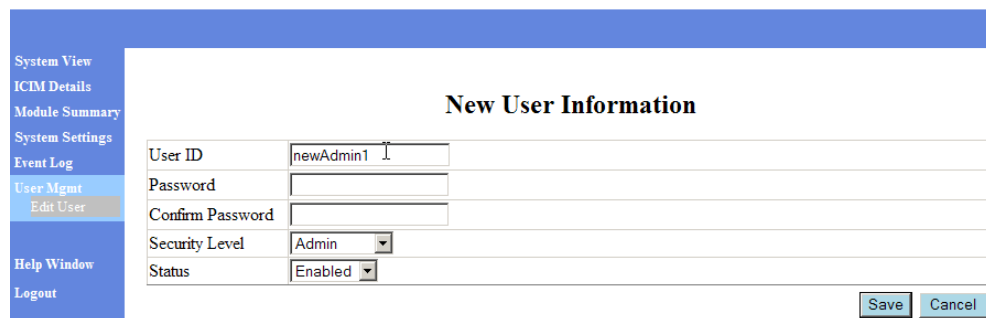 System View
ICIM Details
Module Summary
System Settings
Event Log
User Mgmt
Edit User
Help Window
Logout
New User Information
User ID newAdmin1
Password
Confirm Password
Security Level Admin
Status Enabled
Save Cancel